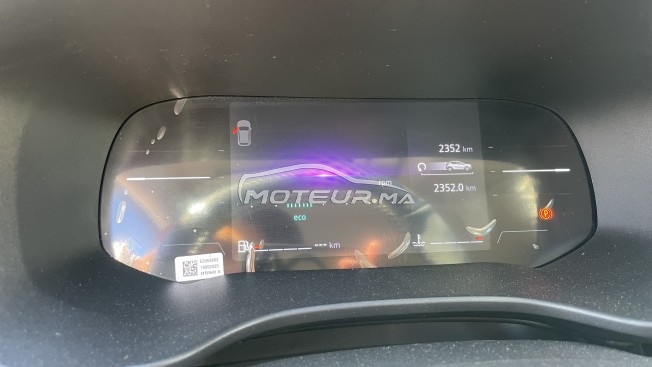 2352 km
rpm
2352.0 km
MOTEUR.MA
eco
--- km